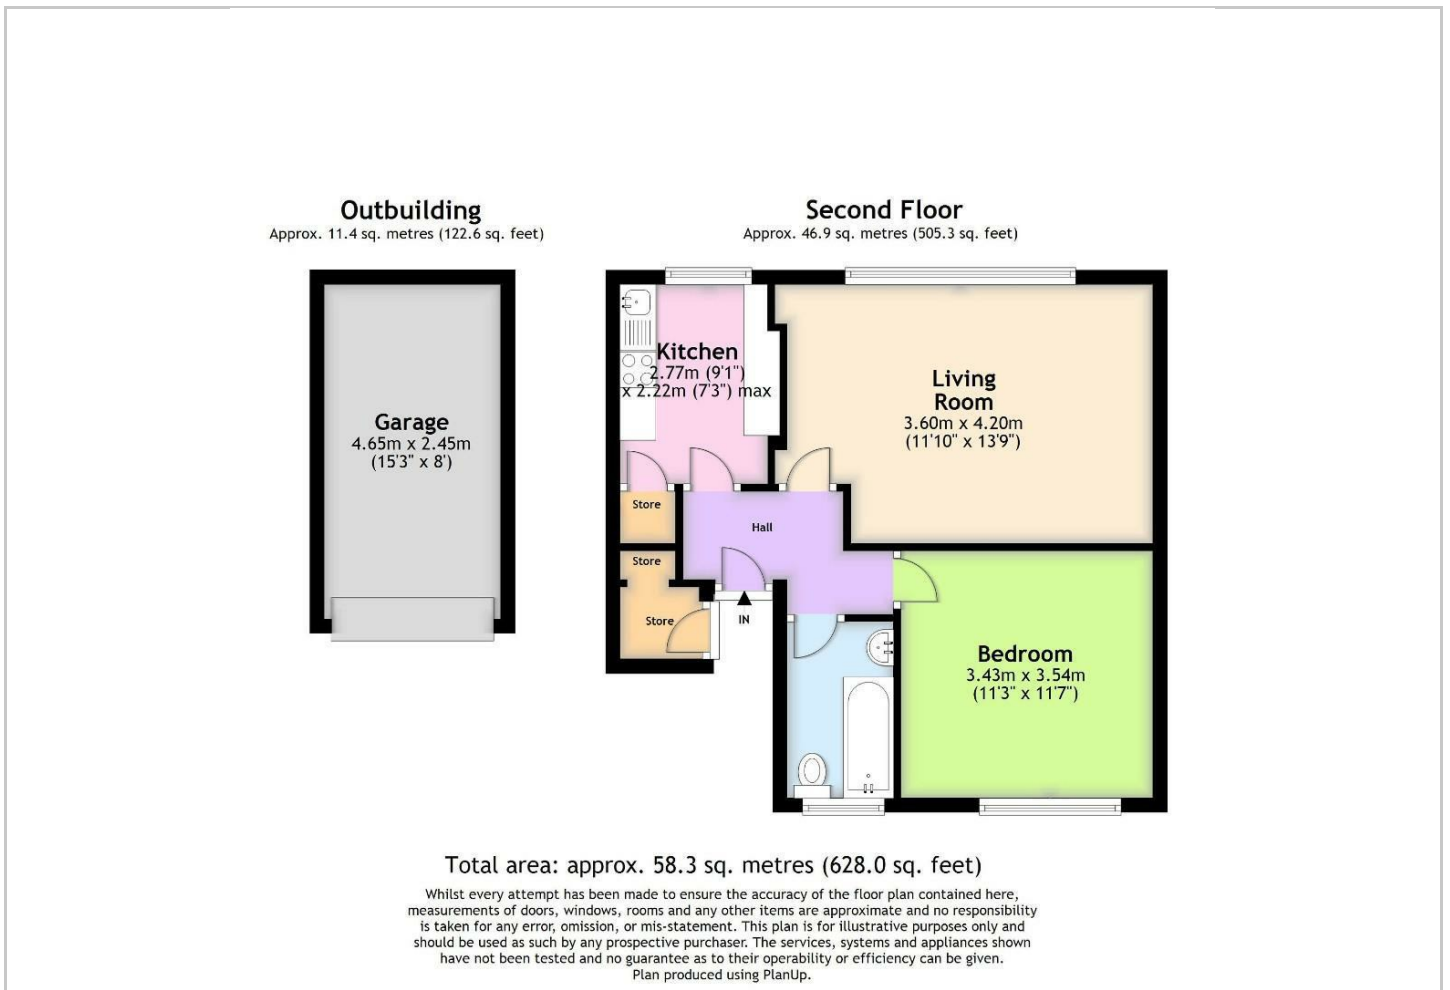 Outbuilding
Approx. 11.4 sq. metres (122.6 sq. feet)
Second Floor
Approx. 46.9 sq. metres (505.3 sq. feet)
Garage
4.65m x 2.45m
(15'3" x 8')
Kitchen
2.77m (9'1")
x 2.22m (7'3") max
Living
Room
3.60m x 4.20m
(11'10" x 13'9")
Store
Hall
Store
Store
IN
Bedroom
3.43m x 3.54m
(11'3" x 11'7")
Total area: approx. 58.3 sq. metres (628.0 sq. feet)
Whilst every attempt has been made to ensure the accuracy of the floor plan contained here,
measurements of doors, windows, rooms and any other items are approximate and no responsibility
is taken for any error, omission, or mis-statement. This plan is for illustrative purposes only and
should be used as such by any prospective purchaser. The services, systems and appliances shown
have not been tested and no guarantee as to their operability or efficiency can be given.
Plan produced using PlanUp.